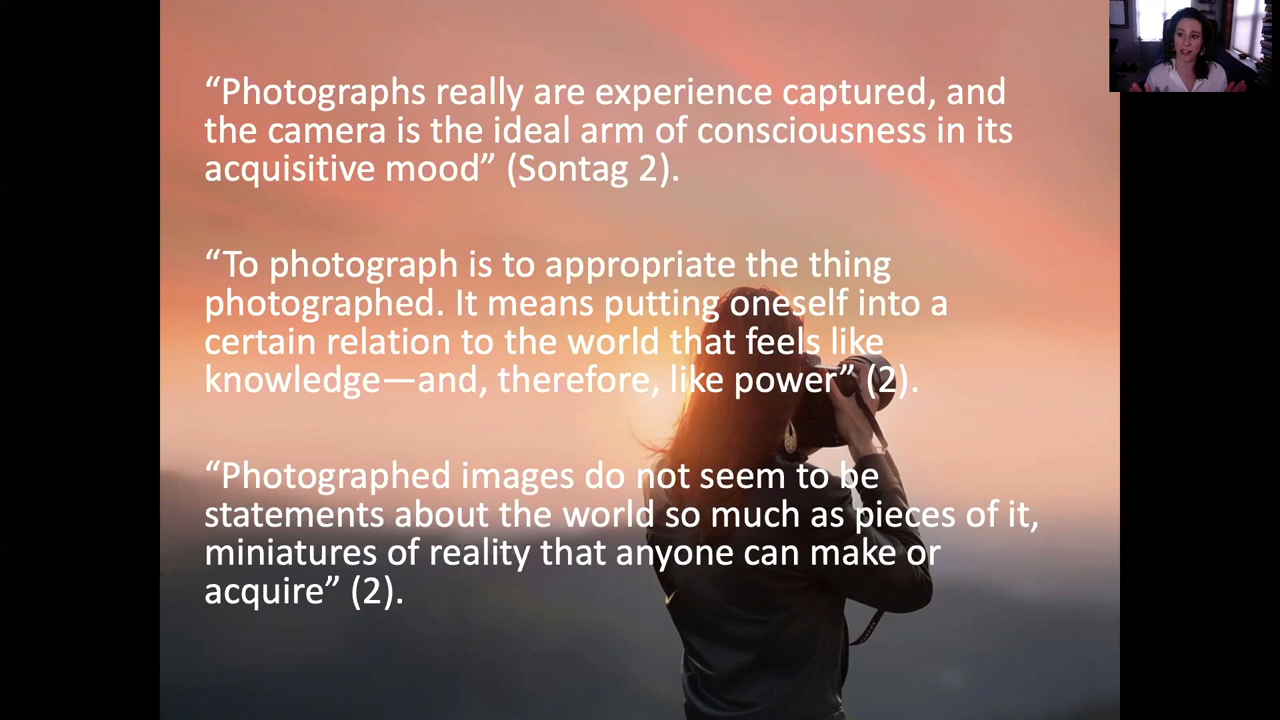 “Photographs really are experience captured, and
the camera is the ideal arm of consciousness in its
acquisitive mood” (Sontag 2).
“To photograph is to appropriate the thing
photographed. It means putting oneself into a
certain relation to the world that feels like
knowledge—and, therefore, like power” (2).
“Photographed images do not seem to be
statements about the world so much as pieces of it,
miniatures of reality that anyone can make or
acquire” (2).